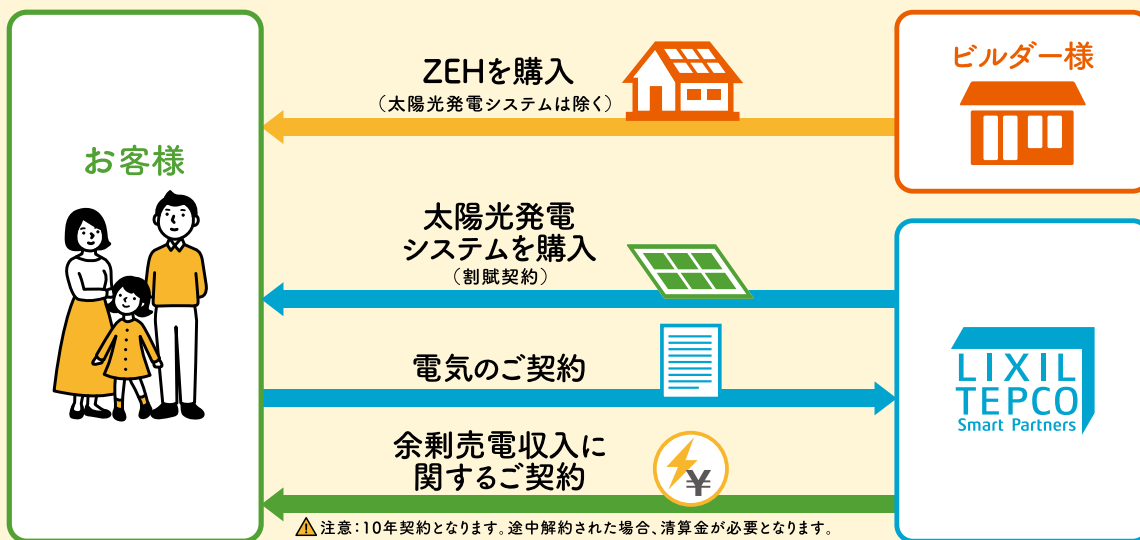 お客様
ZEHを購入
（太陽光発電システムは除く）
ビルダー様
太陽光発電
システムを購入
（割賦契約）
電気のご契約
LIXIL
TEPCO
Smart Partners
余剰売電収入に
関するご契約
¥
注意：10年契約となります。途中解約された場合、清算金が必要となります。